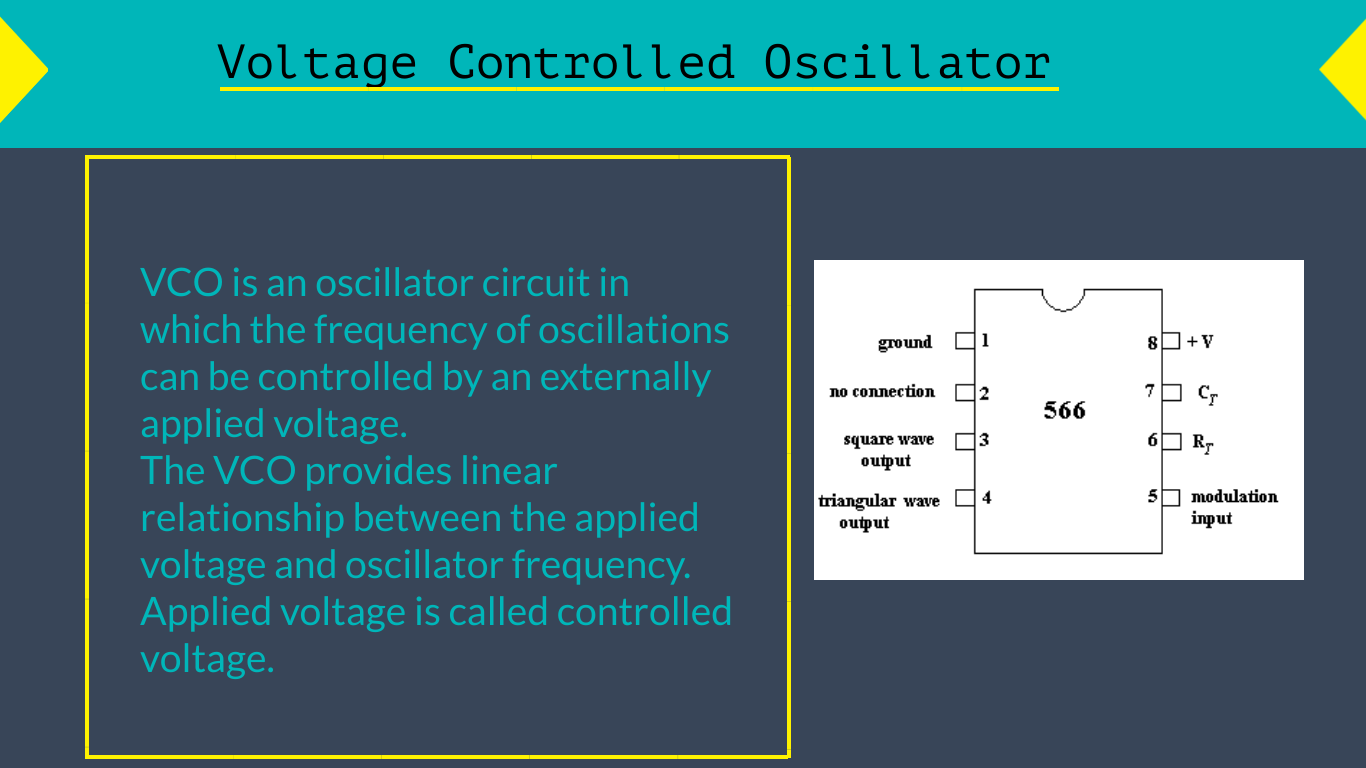 Voltage Controlled Oscillator
VCO is an oscillator circuit in
which the frequency of oscillations
can be controlled by an externally
applied voltage.
The VCO provides linear
relationship between the applied
voltage and oscillator frequency.
Applied voltage is called controlled
voltage.
ground 1
no connection 2
square wave 3
output
triangular wave 4
output
566
8 +V
7 CT
6 RT
5 modulation
input